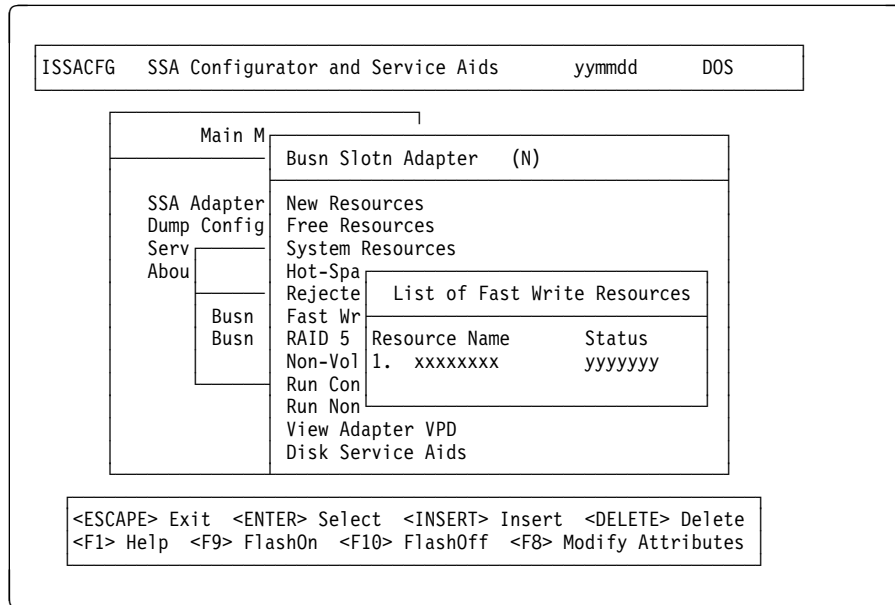 ISSACFG SSA Configurator and Service Aids yymmdd DOS
Main M
Busn Slotn Adapter (N)
SSA Adapter
Dump Config
Serv
Abou
Busn
Busn
New Resources
Free Resources
System Resources
Hot-Spa
Rejecte
Fast Wr
RAID 5
Non-Vol
Run Con
Run Non
View Adapter VPD
Disk Service Aids
List of Fast Write Resources
Resource Name Status
1. xxxxxxxx yyyyyyy
<ESCAPE> Exit <ENTER> Select <INSERT> Insert <DELETE> Delete
<F1> Help <F9> FlashOn <F10> FlashOff <F8> Modify Attributes